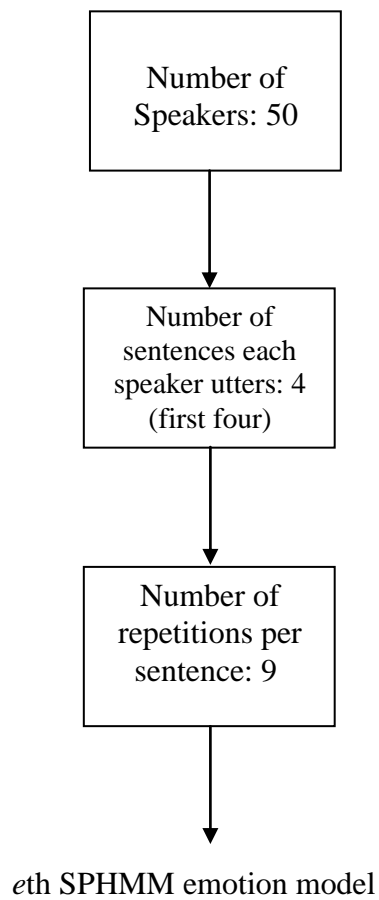 Number of
Speakers: 50
Number of
sentences each
speaker utters: 4
(first four)
Number of
repetitions per
sentence: 9
eth SPHMM emotion model